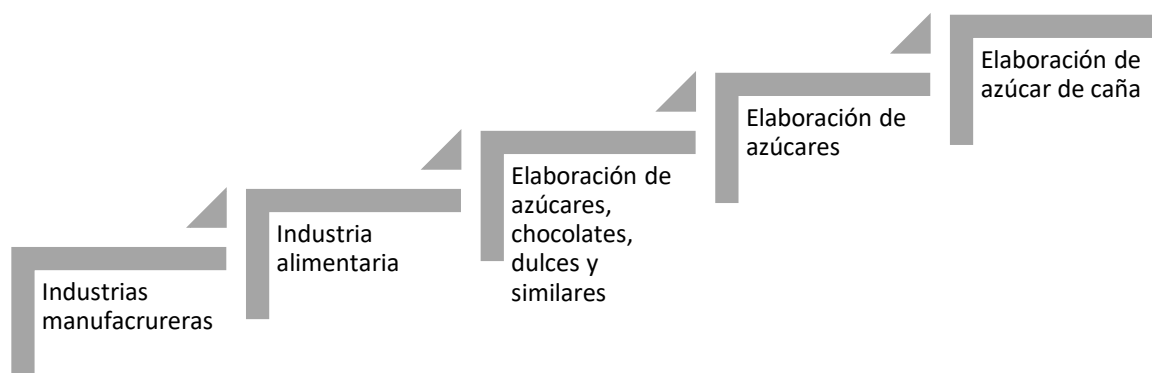 Industrias
manufacrureras
Industria
alimentaria
Elaboración de
azúcares,
chocolates,
dulces y
similares
Elaboración de
azúcares
Elaboración de
azúcar de caña